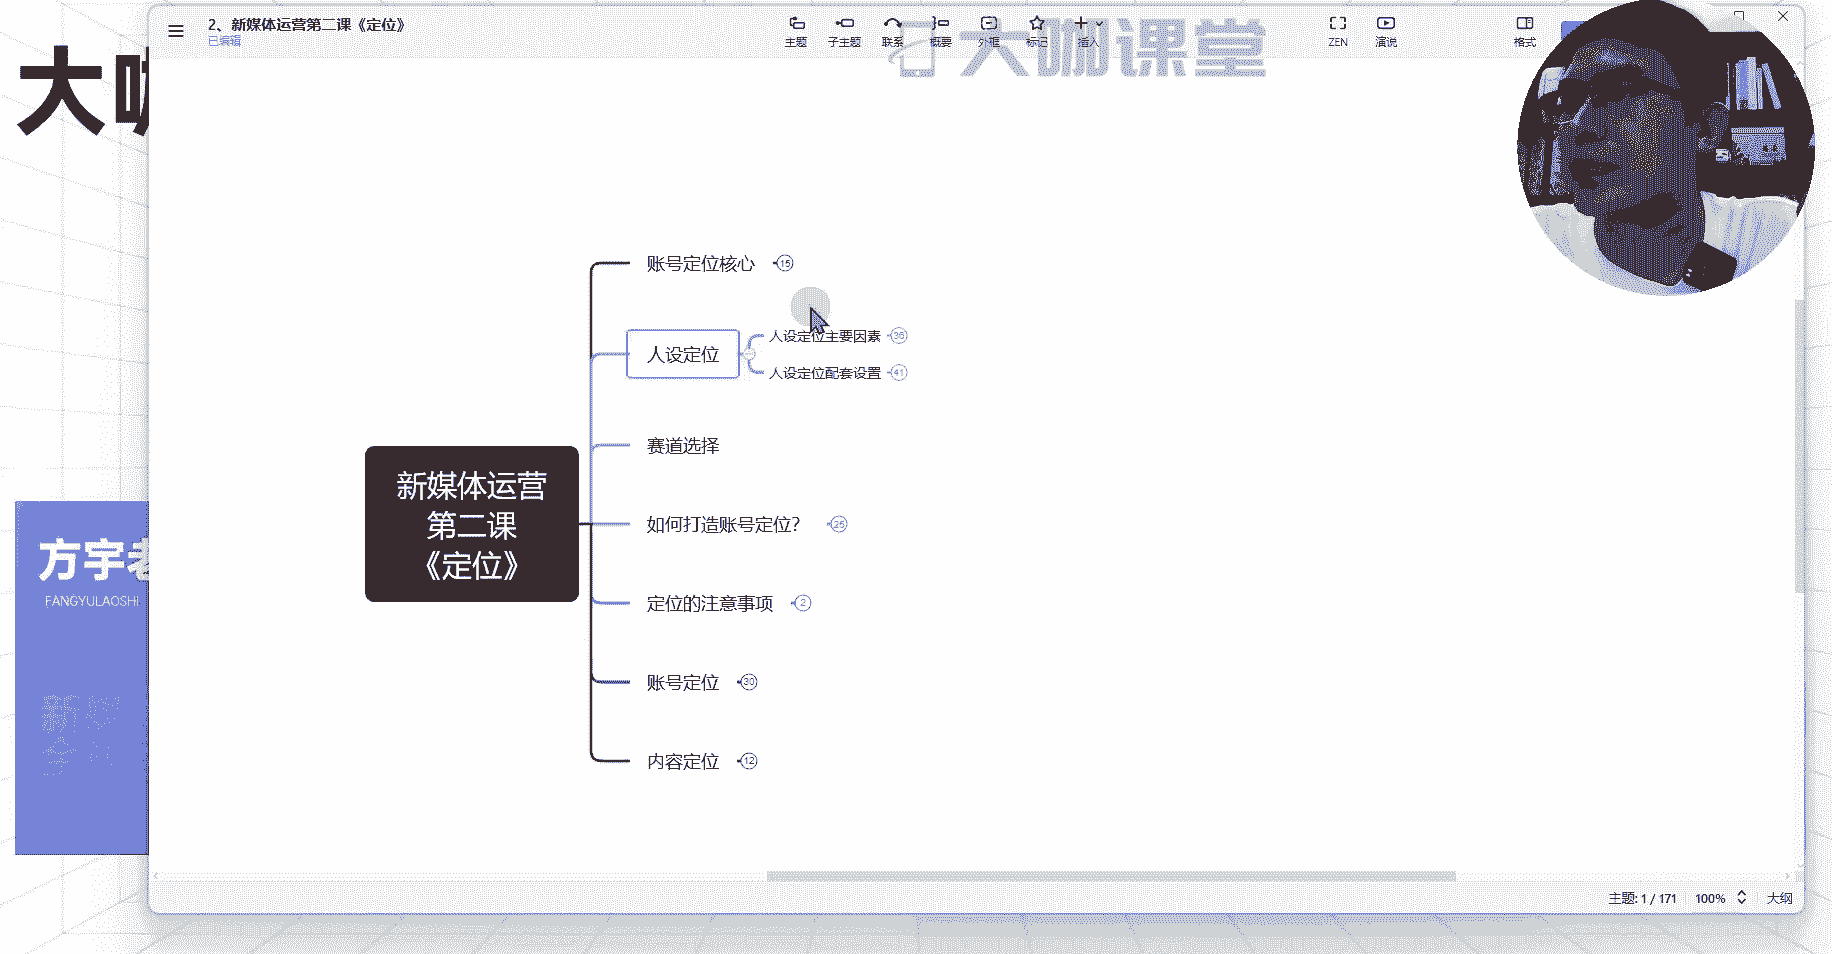 2、新媒体运营第二课《定位》
已编辑
主题
子主题
联系
概要
外框
标记
插入
ZEN
演说
格式
大咖课堂
大
账号定位核心 15
人设定位
人设定位主要因素 36
人设定位配套设置 41
赛道选择
新媒体运营
第二课
《定位》
如何打造账号定位？ 25
定位的注意事项 2
账号定位 30
内容定位 12
方宇
FANGYULAOSHI
主题: 1 / 171
100%
大纲